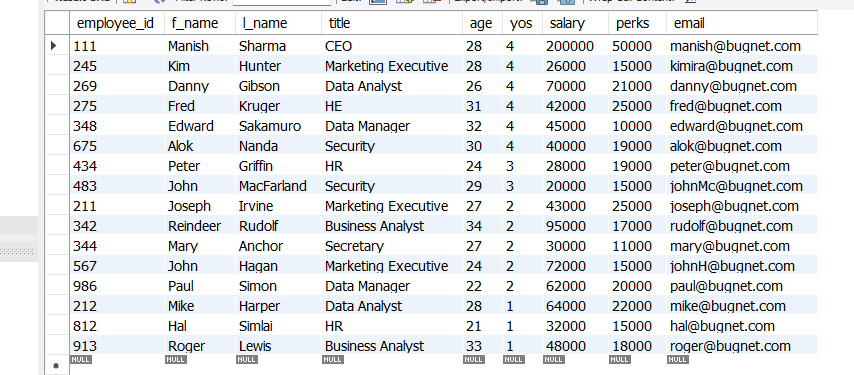 employee_id f_name l_name title age yos salary perks email
111 Manish Sharma CEO 28 4 200000 50000 manish@bugnet.com
245 Kim Hunter Marketing Executive 28 4 26000 15000 kimira@bugnet.com
269 Danny Gibson Data Analyst 26 4 70000 21000 danny@bugnet.com
275 Fred Kruger HE 31 4 42000 25000 fred@bugnet.com
348 Edward Sakamuro Data Manager 32 4 45000 10000 edward@bugnet.com
675 Alok Nanda Security 30 4 40000 19000 alok@bugnet.com
434 Peter Griffin HR 24 3 28000 19000 peter@bugnet.com
483 John MacFarland Security 29 3 20000 15000 johnMc@bugnet.com
211 Joseph Irvine Marketing Executive 27 2 43000 25000 joseph@bugnet.com
342 Reindeer Rudolf Business Analyst 34 2 95000 17000 rudolf@bugnet.com
344 Mary Anchor Secretary 27 2 30000 11000 mary@bugnet.com
567 John Hagan Marketing Executive 24 2 72000 15000 johnH@bugnet.com
986 Paul Simon Data Manager 22 2 62000 20000 paul@bugnet.com
212 Mike Harper Data Analyst 28 1 64000 22000 mike@bugnet.com
812 Hal Simlai HR 21 1 32000 15000 hal@bugnet.com
913 Roger Lewis Business Analyst 33 1 48000 18000 roger@bugnet.com
NULL NULL NULL NULL NULL NULL NULL NULL NULL